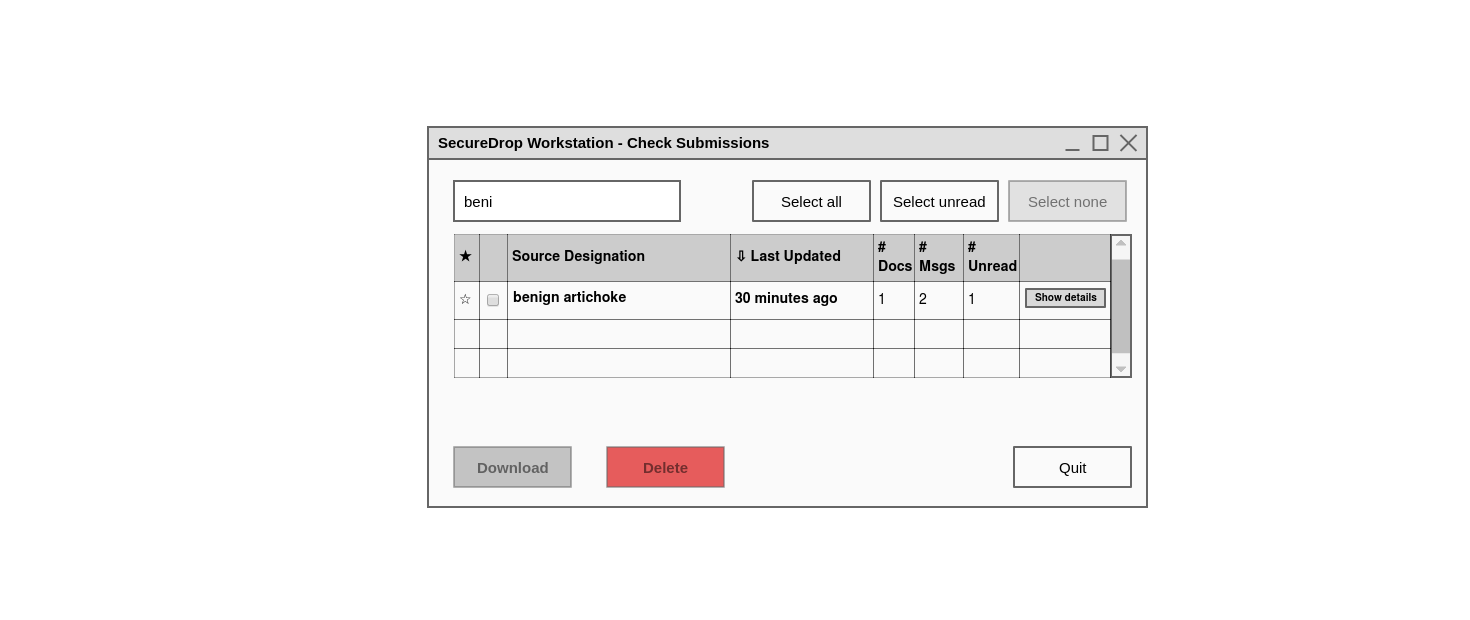 SecureDrop Workstation - Check Submissions
beni
Select all
Select unread
Select none
★ Source Designation ⇩ Last Updated # Docs # Msgs # Unread
☆ benign artichoke 30 minutes ago 1 2 1 Show details
Download
Delete
Quit